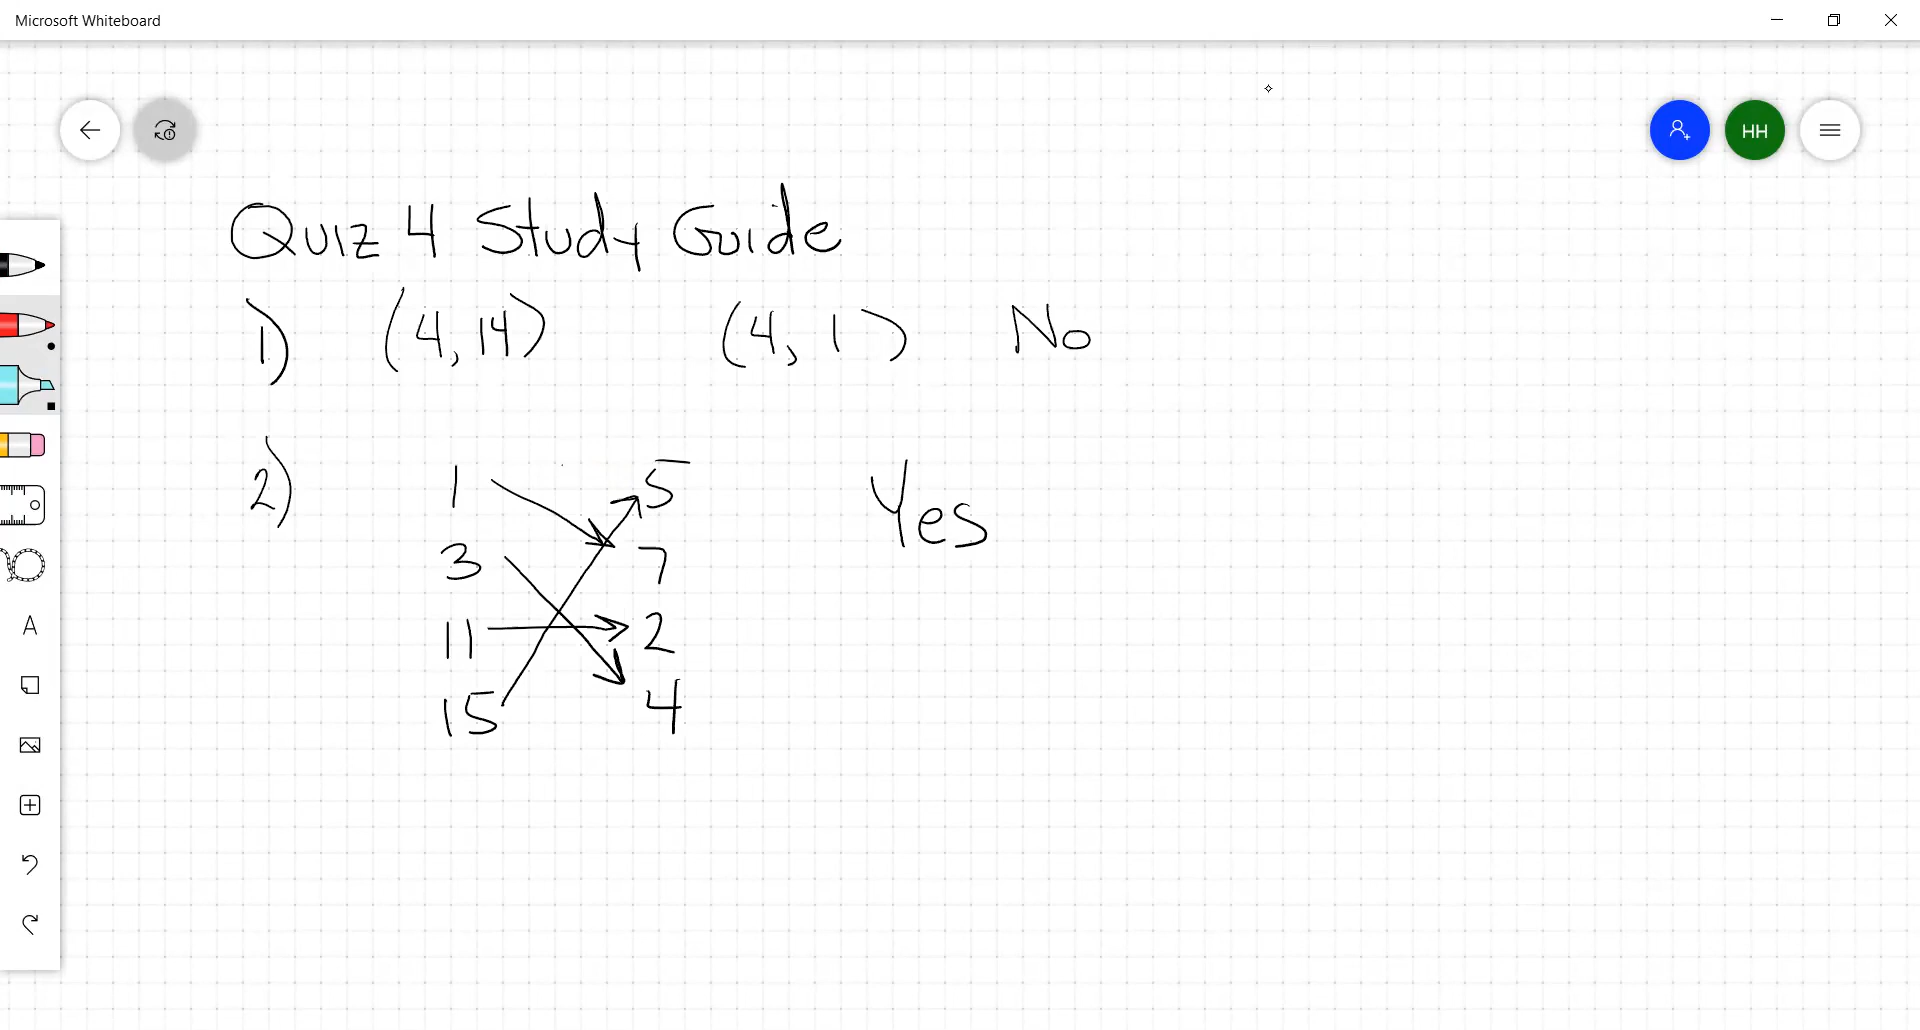 Microsoft Whiteboard
HH
Quiz 4 Study Guide
1) (4, 14) (4, 1) No
2) 1 5 Yes
3 7
11 2
15 4
A